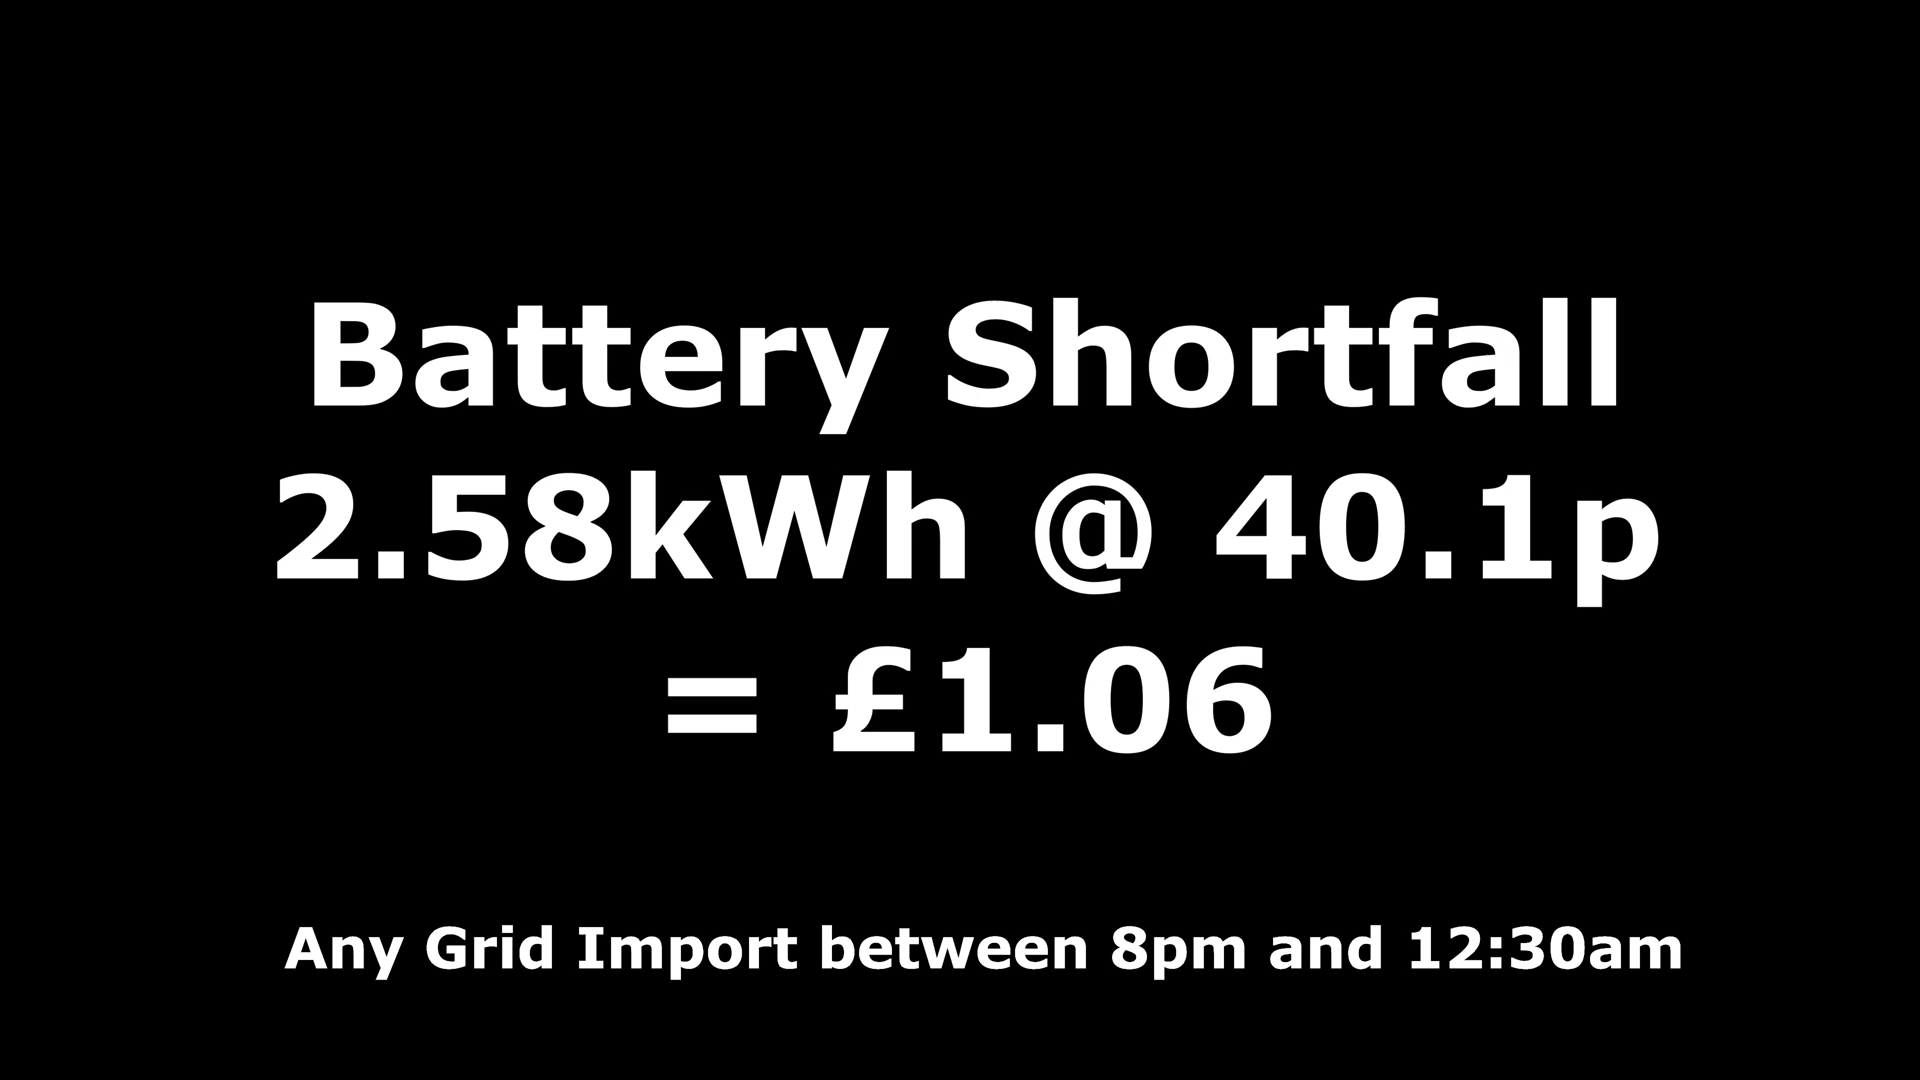 Battery Shortfall
2.58kWh @ 40.1p
= £1.06
Any Grid Import between 8pm and 12:30am